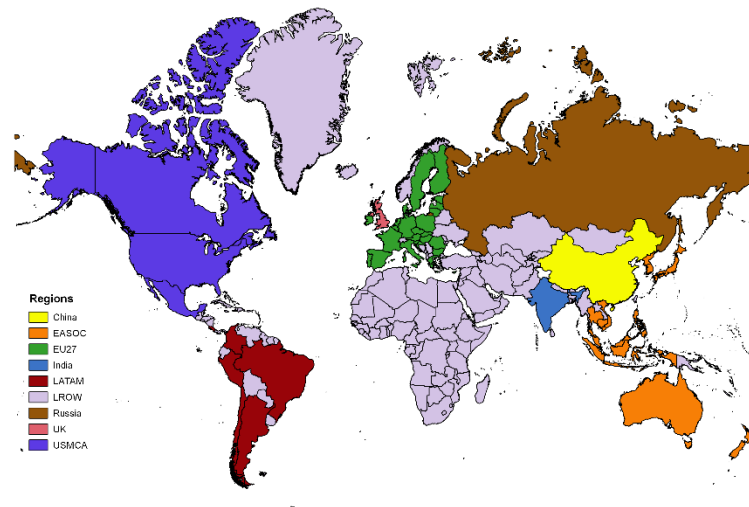 Regions
China
EASOC
EU27
India
LATAM
LROW
Russia
UK
USMCA